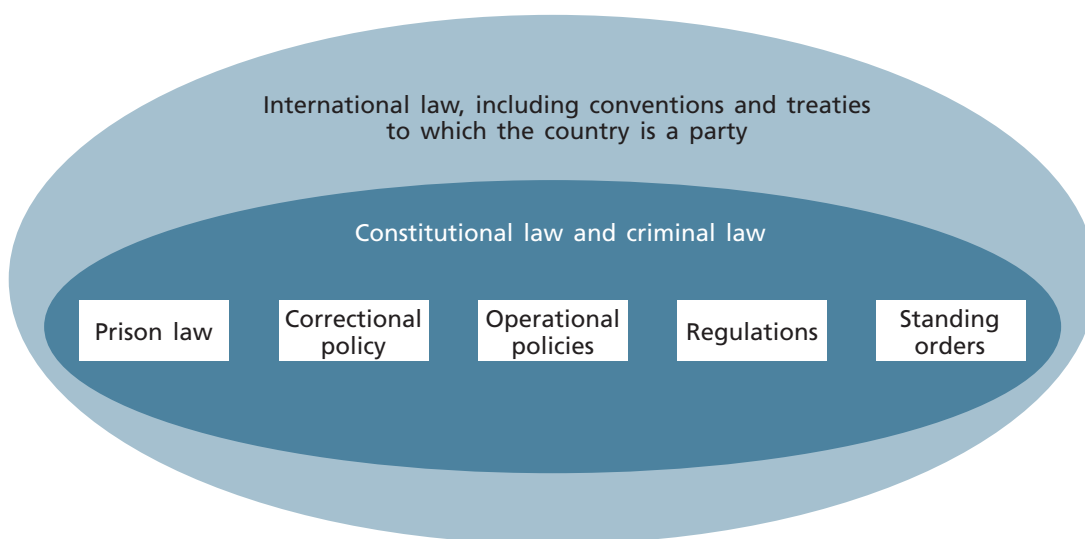 International law, including conventions and treaties
to which the country is a party
Constitutional law and criminal law
Prison law
Correctional
policy
Operational
policies
Regulations
Standing
orders